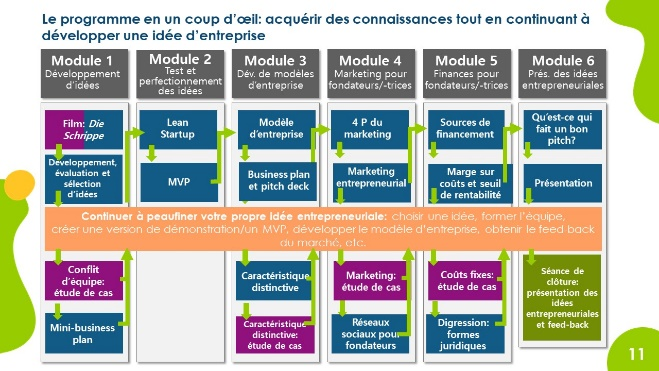 Le programme en un coup d'œil: acquérir des connaissances tout en continuant à
développer une idée d'entreprise
Module 1
Développement
d'idées
Module 2
Test et
perfectionnement
des idées
Module 3
Dév. de modèles
d'entreprise
Module 4
Marketing pour
fondateurs/-trices
Module 5
Finances pour
fondateurs/-trices
Module 6
Prés. des idées
entrepreneuriales
Film: Die
Schrippe
Développement,
évaluation et
sélection
d'idées
Lean
Startup
MVP
Modèle
d'entreprise
Business plan
et pitch deck
4 P du
marketing
Marketing
entrepreneurial
Sources de
financement
Marge sur
coûts et seuil
de rentabilité
Qu'est-ce qui
fait un bon
pitch?
Présentation
Continuer à peaufiner votre propre idée entrepreneuriale: choisir une idée, former l'équipe,
créer une version de démonstration/un MVP, développer le modèle d'entreprise, obtenir le feed-back
du marché, etc.
Conflit
d'équipe:
étude de cas
Mini-business
plan
Caractéristique
distinctive
Caractéristique
distinctive:
étude de cas
Marketing:
étude de cas
Réseaux
sociaux pour
fondateurs
Coûts fixes:
étude de cas
Digression:
formes
juridiques
Séance de
clôture:
présentation des
idées
entrepreneuriales
et feed-back
11